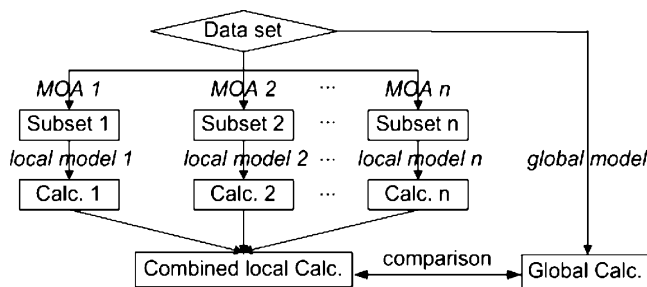 Data set
MOA 1 MOA 2 ... MOA n
Subset 1 Subset 2 ... Subset n
local model 1 local model 2 ... local model n global model
Calc. 1 Calc. 2 ... Calc. n
comparison
Combined local Calc. Global Calc.